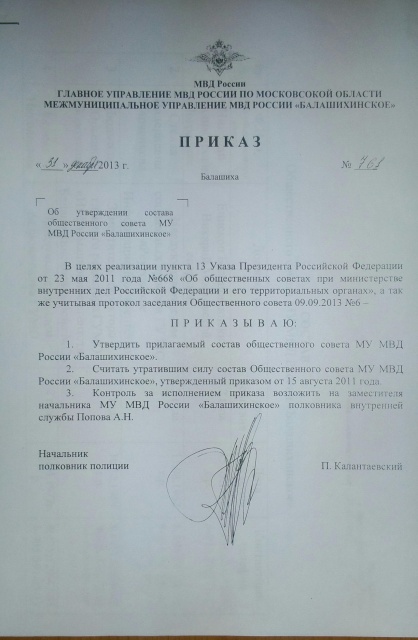 МВД России
ГЛАВНОЕ УПРАВЛЕНИЕ МВД РОССИИ ПО МОСКОВСОКОЙ ОБЛАСТИ
МЕЖМУНИЦИПАЛЬНОЕ УПРАВЛЕНИЕ МВД РОССИИ «БАЛАШИХИНСКОЕ»
ПРИКАЗ
« 31 » декабря 2013 г. № 761
Балашиха
Об утверждении состава
общественного совета МУ
МВД России «Балашихинское»
В целях реализации пункта 13 Указа Президента Российской Федерации
от 23 мая 2011 года №668 «Об общественных советах при министерстве
внутренних дел Российской Федерации и его территориальных органах», а так
же учитывая протокол заседания Общественного совета 09.09.2013 №6 –
П Р И К А З Ы В А Ю:
1. Утвердить прилагаемый состав общественного совета МУ МВД
России «Балашихинское».
2. Считать утратившим силу состав Общественного совета МУ МВД
России «Балашихинское», утвержденный приказом от 15 августа 2011 года.
3. Контроль за исполнением приказа возложить на заместителя
начальника МУ МВД России «Балашихинское» полковника внутренней
службы Попова А.Н.
Начальник
полковник полиции П. Калантаевский